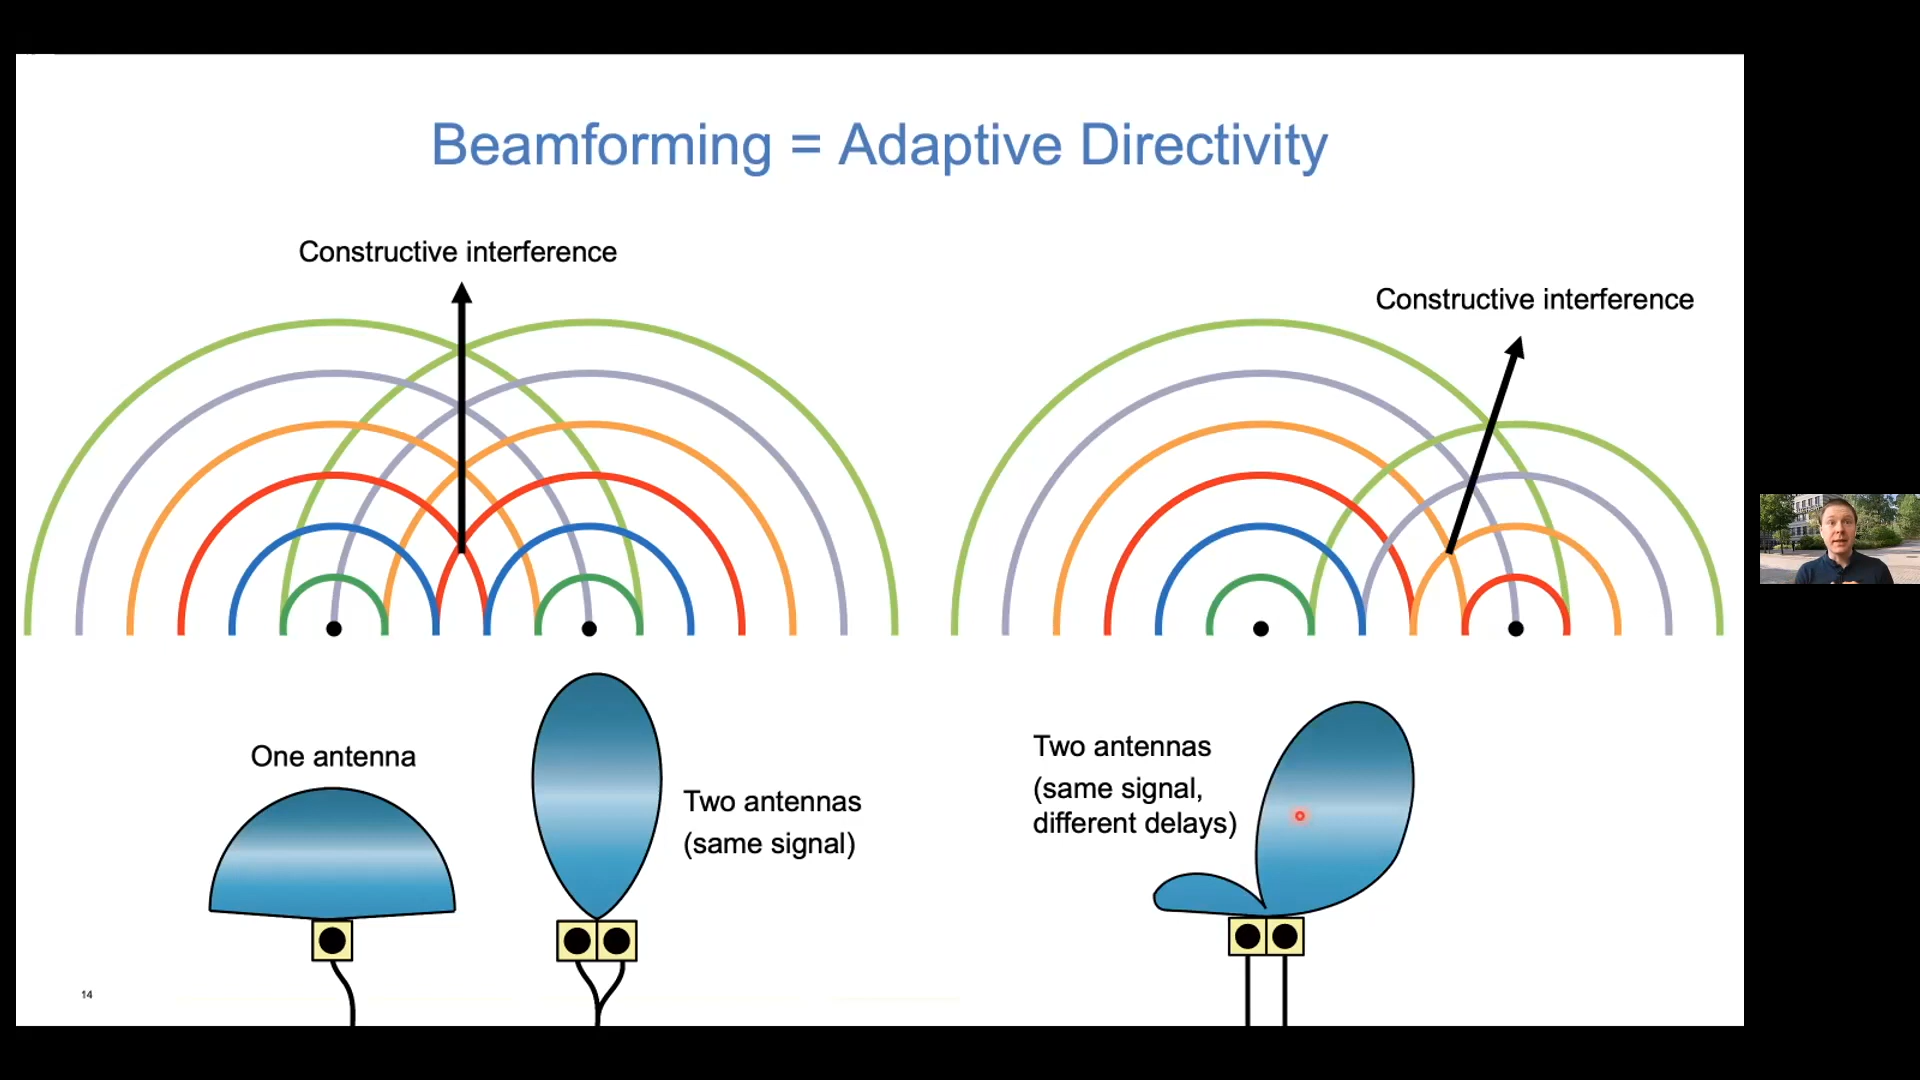 Beamforming = Adaptive Directivity
Constructive interference
Constructive interference
One antenna
Two antennas
(same signal)
Two antennas
(same signal,
different delays)
14